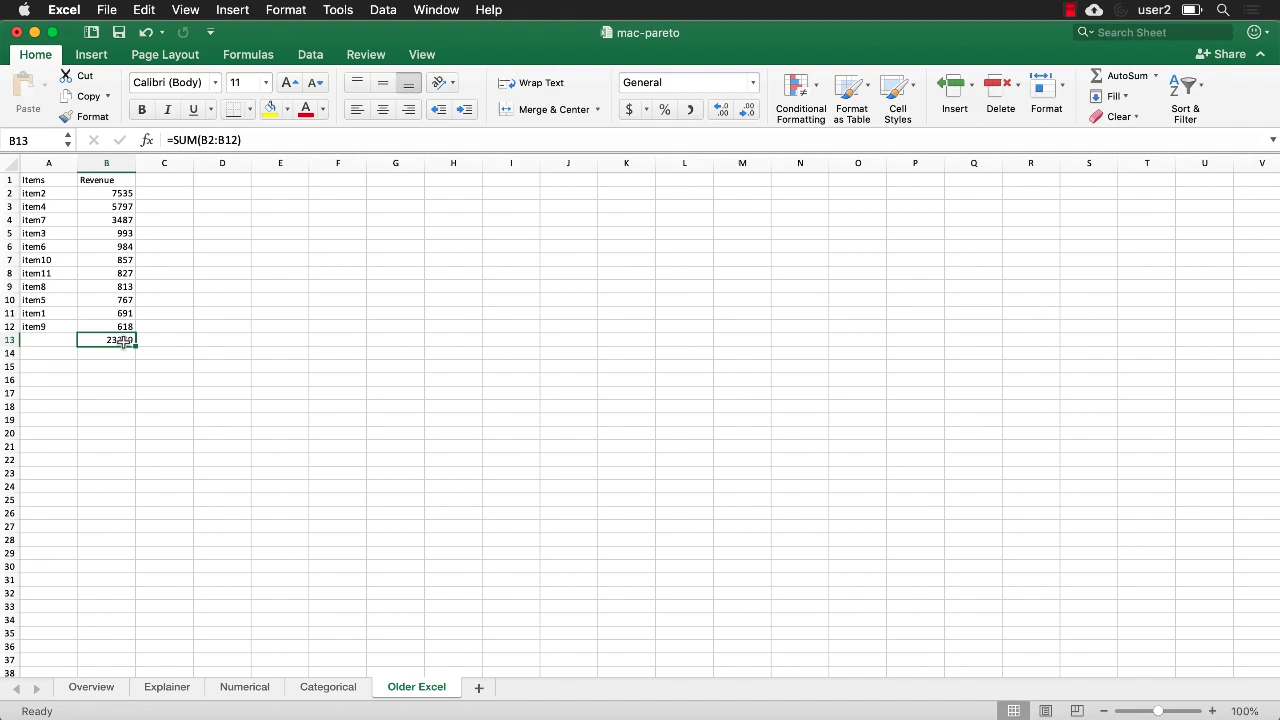 Excel File Edit View Insert Format Tools Data Window Help user2
mac-pareto Search Sheet
Home Insert Page Layout Formulas Data Review View Share
Paste Cut Copy Format Calibri (Body) 11 B I U A Wrap Text Merge & Center General $ % Conditional Formatting Format as Table Cell Styles Insert Delete Format AutoSum Fill Clear Sort & Filter
B13 fx =SUM(B2:B12)
A B C D E F G H I J K L M N O P Q R S T U V
1 Items Revenue
2 item2 7535
3 item4 5797
4 item7 3487
5 item3 993
6 item6 984
7 item10 857
8 item11 827
9 item8 813
10 item5 767
11 item1 691
12 item9 618
13
14
15
16
17
18
19
20
21
22
23
24
25
26
27
28
29
30
31
32
33
34
35
36
37
38
Overview Explainer Numerical Categorical Older Excel +
Ready 100%